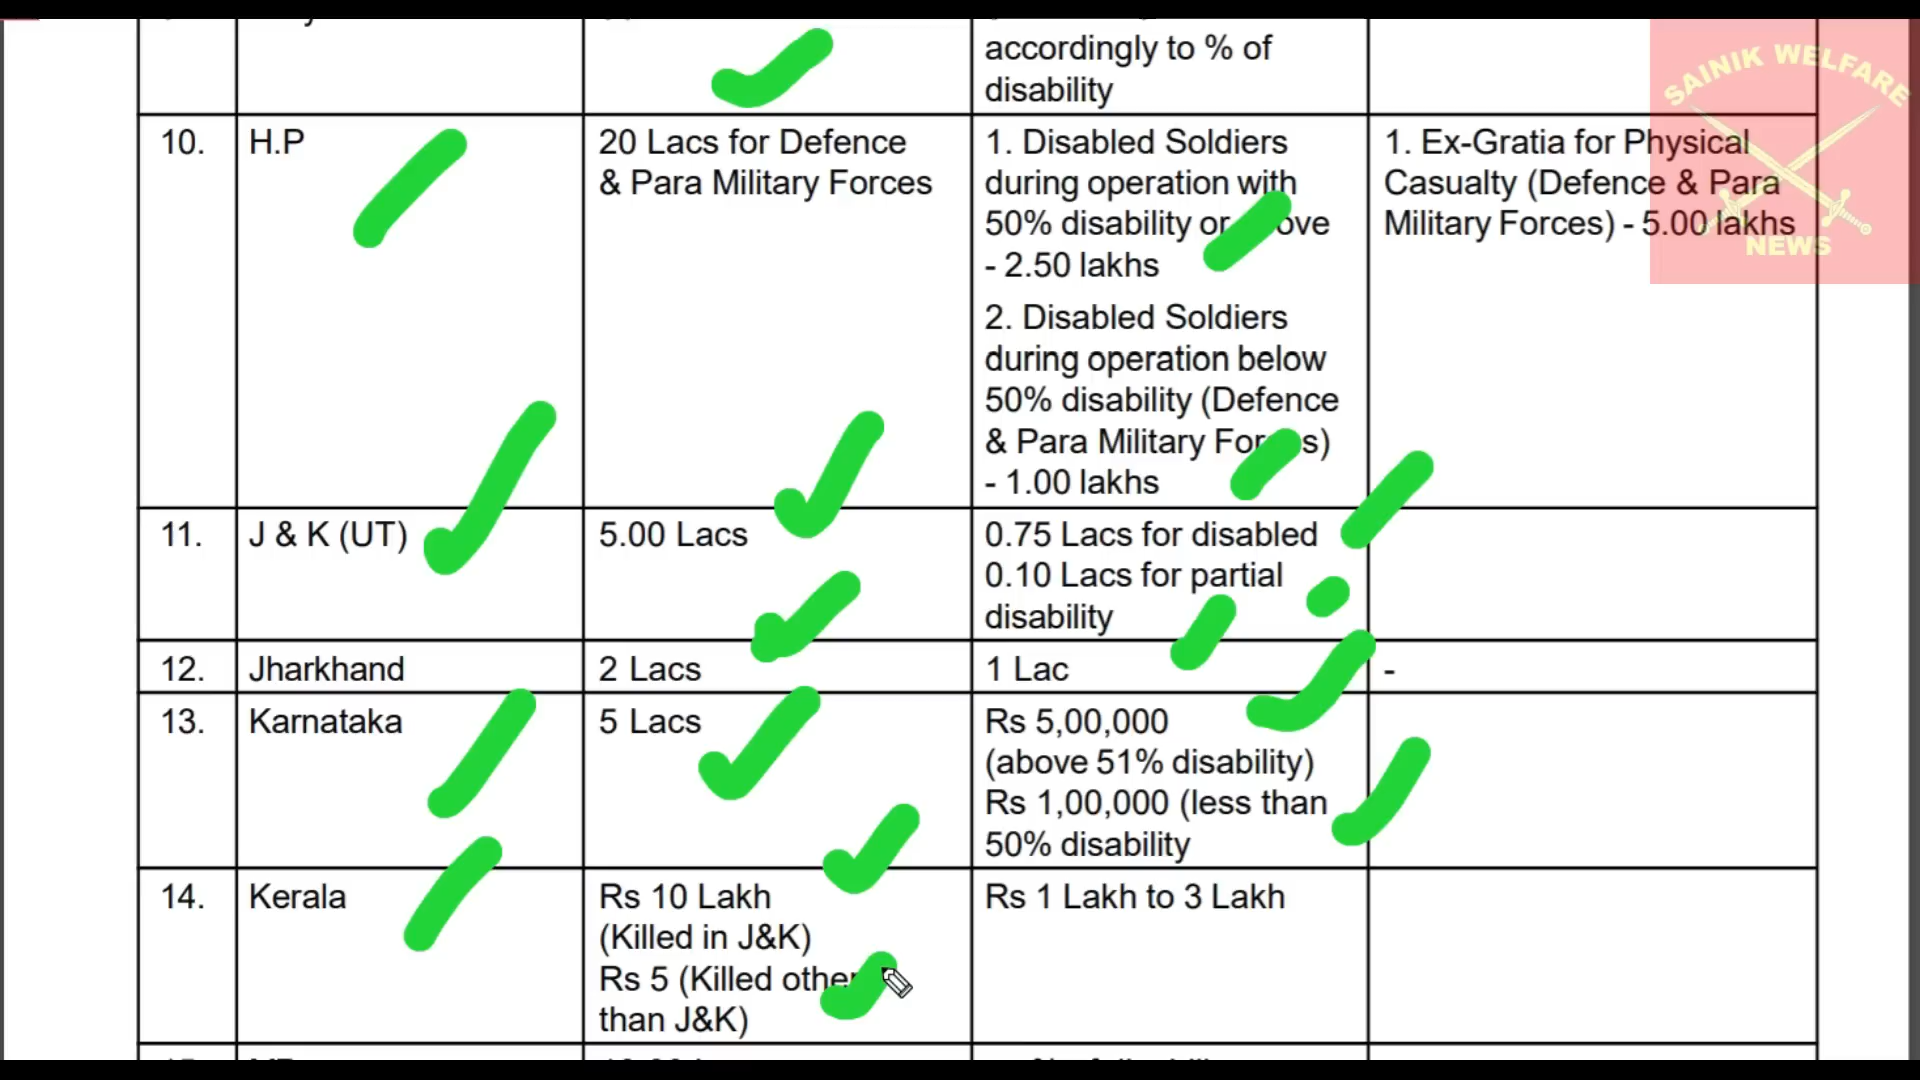 accordingly to % of
disability
10.
H.P
20 Lacs for Defence
& Para Military Forces
1. Disabled Soldiers
during operation with
50% disability or
- 2.50 lakhs
2. Disabled Soldiers
during operation below
50% disability (Defence
& Para Military
- 1.00 lakhs
1. Ex-Gratia for Physical
Casualty (Defence & Para
Military Forces) - 5.00 lakhs
11.
J & K (UT)
5.00 Lacs
0.75 Lacs for disabled
0.10 Lacs for partial
disability
12.
Jharkhand
2 Lacs
1 Lac
-
13.
Karnataka
5 Lacs
Rs 5,00,000
(above 51% disability)
Rs 1,00,000 (less than
50% disability
14.
Kerala
Rs 10 Lakh
(Killed in J&K)
Rs 5 (Killed other
than J&K)
Rs 1 Lakh to 3 Lakh
SAINIK WELFARE
NEWS